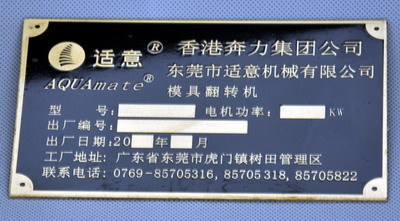 适意® 香港奔力集团公司
AQUAmate® 东莞市适意机械有限公司
模具翻转机
型 号: 电机功率: KW
出厂编号:
出厂日期: 20 年 月
工厂地址: 广东省东莞市虎门镇树田管理区
联系电话: 0769-85705316, 85705318, 85705822